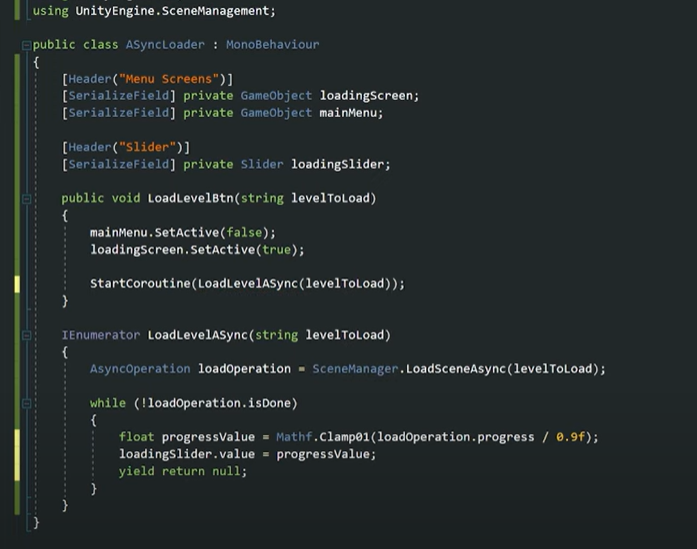 using UnityEngine.SceneManagement;
public class ASyncLoader : MonoBehaviour
{
[Header("Menu Screens")]
[SerializeField] private GameObject loadingScreen;
[SerializeField] private GameObject mainMenu;
[Header("Slider")]
[SerializeField] private Slider loadingSlider;
public void LoadLevelBtn(string levelToLoad)
{
mainMenu.SetActive(false);
loadingScreen.SetActive(true);
StartCoroutine(LoadLevelASync(levelToLoad));
}
IEnumerator LoadLevelASync(string levelToLoad)
{
AsyncOperation loadOperation = SceneManager.LoadSceneAsync(levelToLoad);
while (!loadOperation.isDone)
{
float progressValue = Mathf.Clamp01(loadOperation.progress / 0.9f);
loadingSlider.value = progressValue;
yield return null;
}
}
}